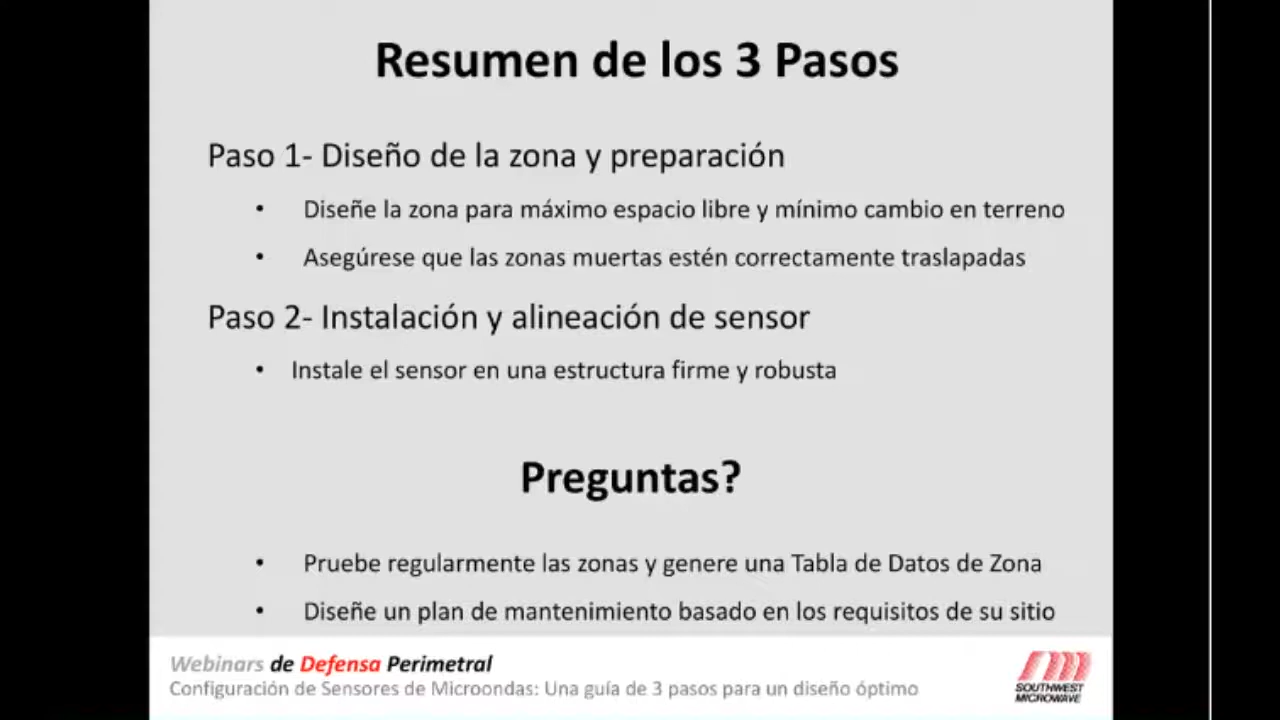 Resumen de los 3 Pasos
Paso 1- Diseño de la zona y preparación
• Diseñe la zona para máximo espacio libre y mínimo cambio en terreno
• Asegúrese que las zonas muertas estén correctamente traslapadas
Paso 2- Instalación y alineación de sensor
• Instale el sensor en una estructura firme y robusta
Preguntas?
• Pruebe regularmente las zonas y genere una Tabla de Datos de Zona
• Diseñe un plan de mantenimiento basado en los requisitos de su sitio
Webinars de Defensa Perimetral
Configuración de Sensores de Microondas: Una guía de 3 pasos para un diseño óptimo
SOUTHWEST
MICROWAVE